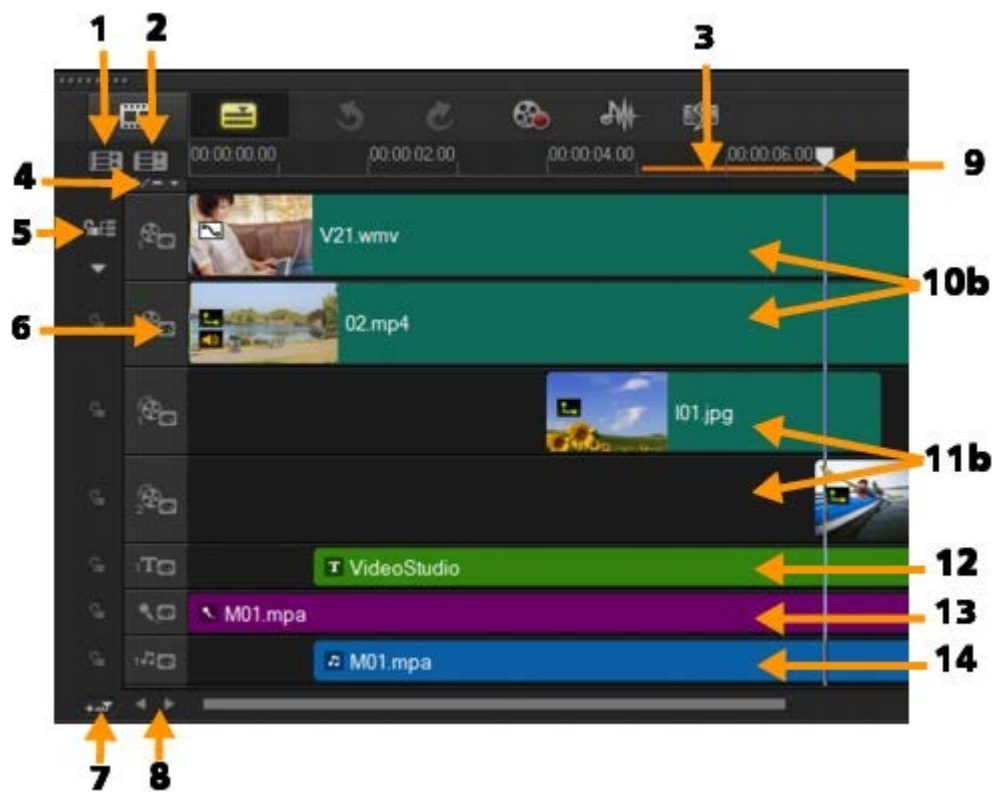 1 2 3
00:00:00.00 00:00:02.00 00:00:04.00 00:00:06.00 9
4
5 V21.wmv
10b
6 02.mp4
I01.jpg
11b
1T T VideoStudio 12
M01.mpa 13
1 M01.mpa 14
7 8